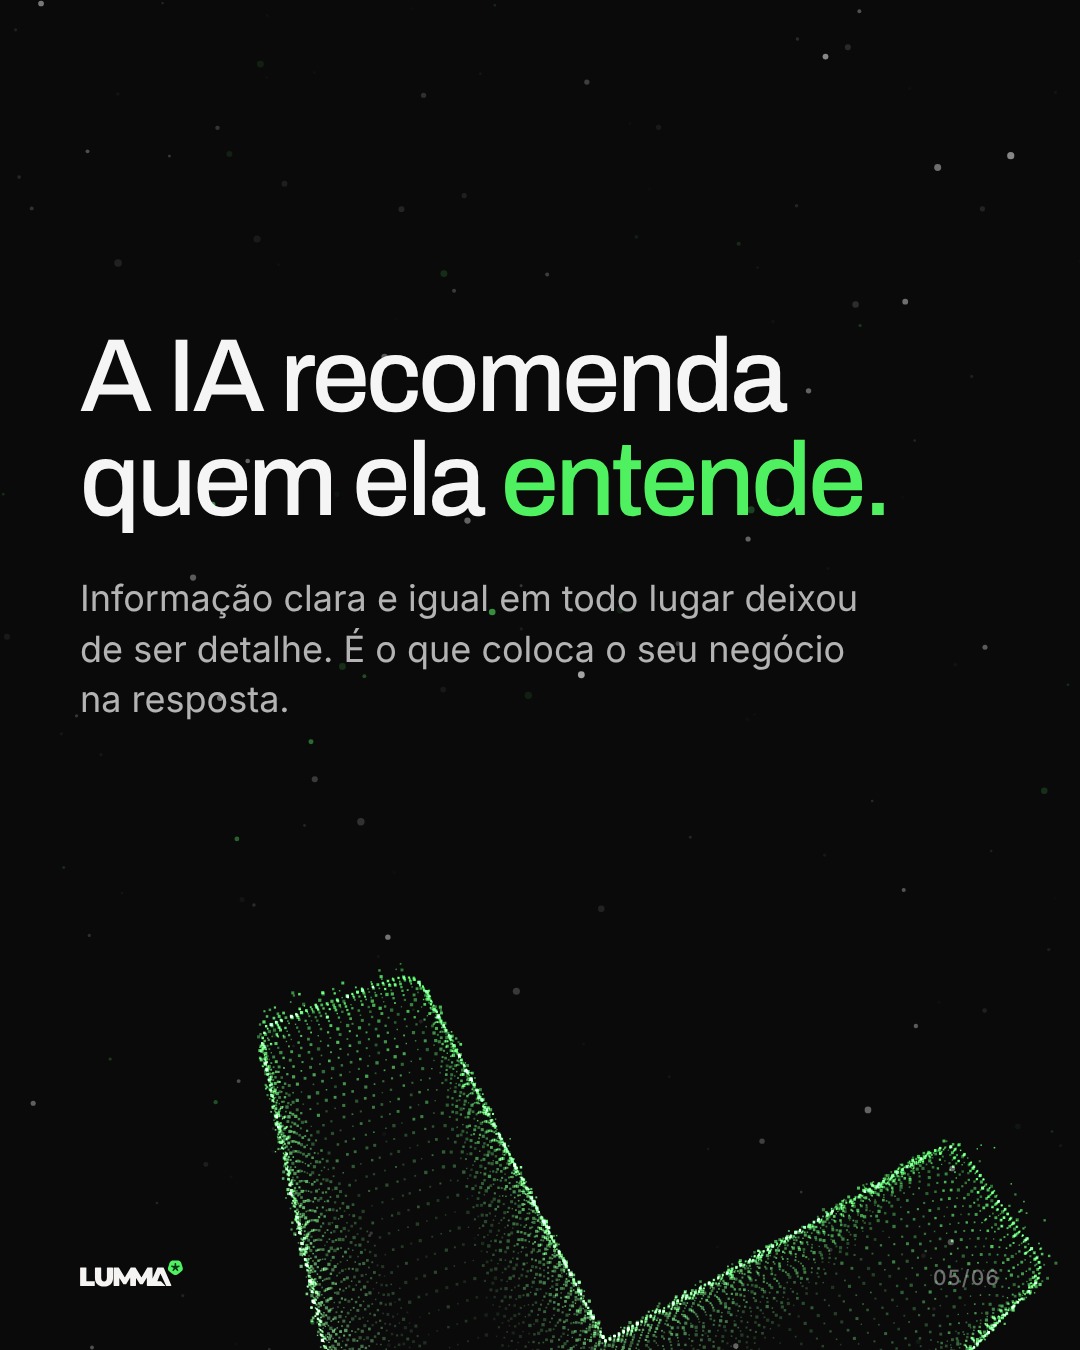 A IA recomenda
quem ela entende.
Informação clara e igual em todo lugar deixou
de ser detalhe. É o que coloca o seu negócio
na resposta.
LUMMA
05/06